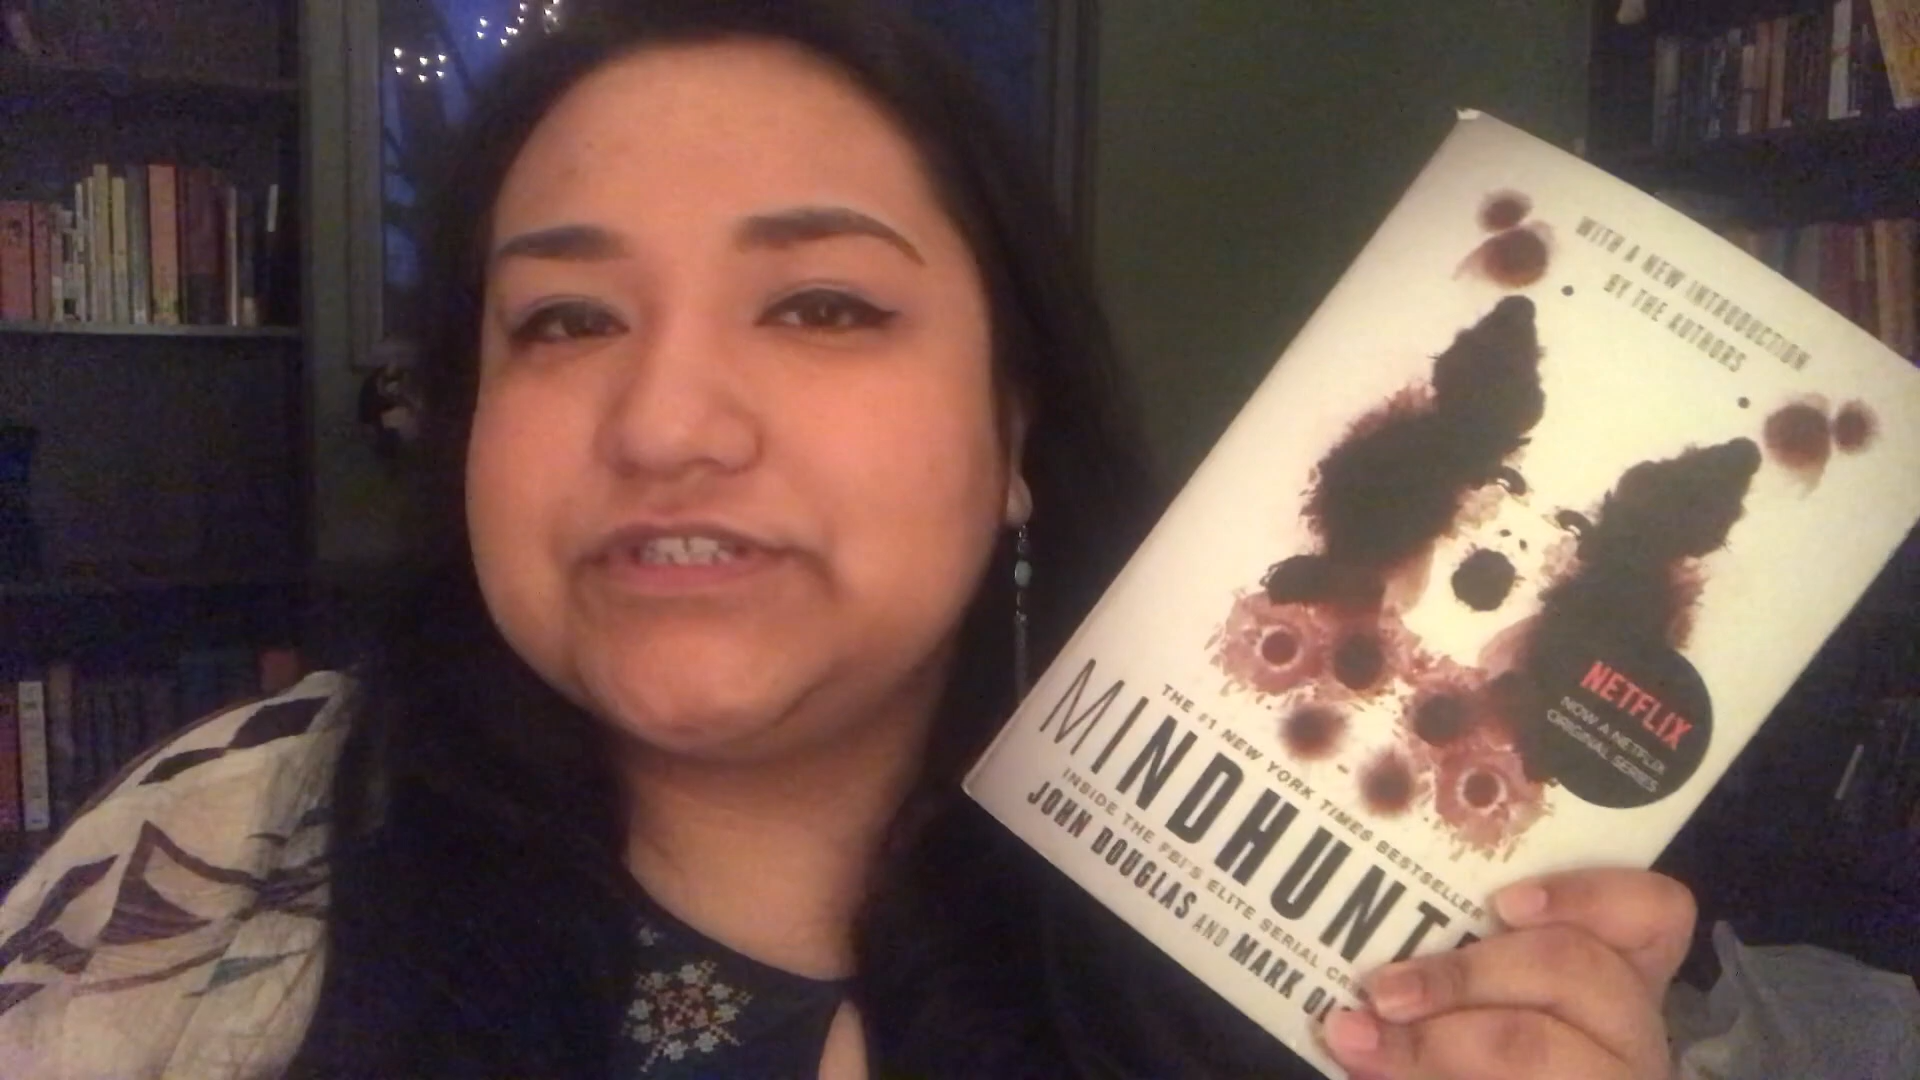 WITH A NEW INTRODUCTION
BY THE AUTHORS
NETFLIX
NOW A NETFLIX
ORIGINAL SERIES
THE #1 NEW YORK TIMES BESTSELLER
MINDHUNT
INSIDE THE FBI'S ELITE SERIAL CR
JOHN DOUGLAS AND MARK OL